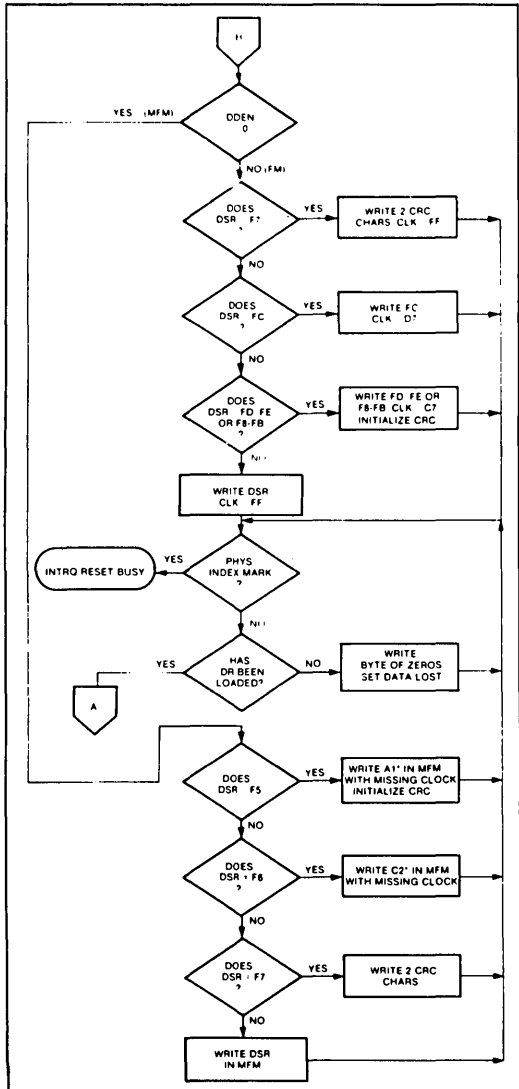 YES (MFM)
DDEN
0
NO (FM)
DOES
DSR F7
?
YES
WRITE 2 CRC
CHARS CLK FF
NO
DOES
DSR FC
?
YES
WRITE FC
CLK D7
NO
DOES
DSR FD FE
OR F8-FB
?
YES
WRITE FD FE OR
F8-FB CLK C7
INITIALIZE CRC
NO
WRITE DSR
CLK FF
PHYS
INDEX MARK
?
YES
INTRQ RESET BUSY
NO
HAS
DR BEEN
LOADED?
YES
A
NO
WRITE
BYTE OF ZEROS
SET DATA LOST
DOES
DSR F5
YES
WRITE A1* IN MFM
WITH MISSING CLOCK
INITIALIZE CRC
NO
DOES
DSR = F6
?
YES
WRITE C2* IN MFM
WITH MISSING CLOCK
NO
DOES
DSR = F7
?
YES
WRITE 2 CRC
CHARS
NO
WRITE DSR
IN MFM